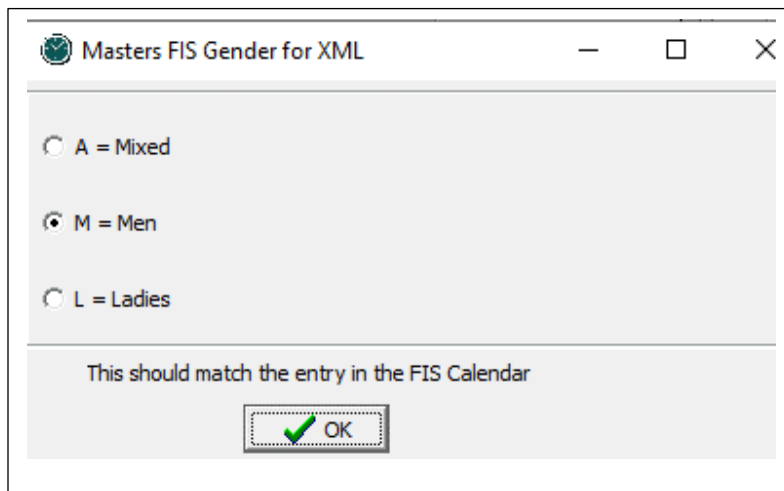 Masters FIS Gender for XML
A = Mixed
M = Men
L = Ladies
This should match the entry in the FIS Calendar
OK